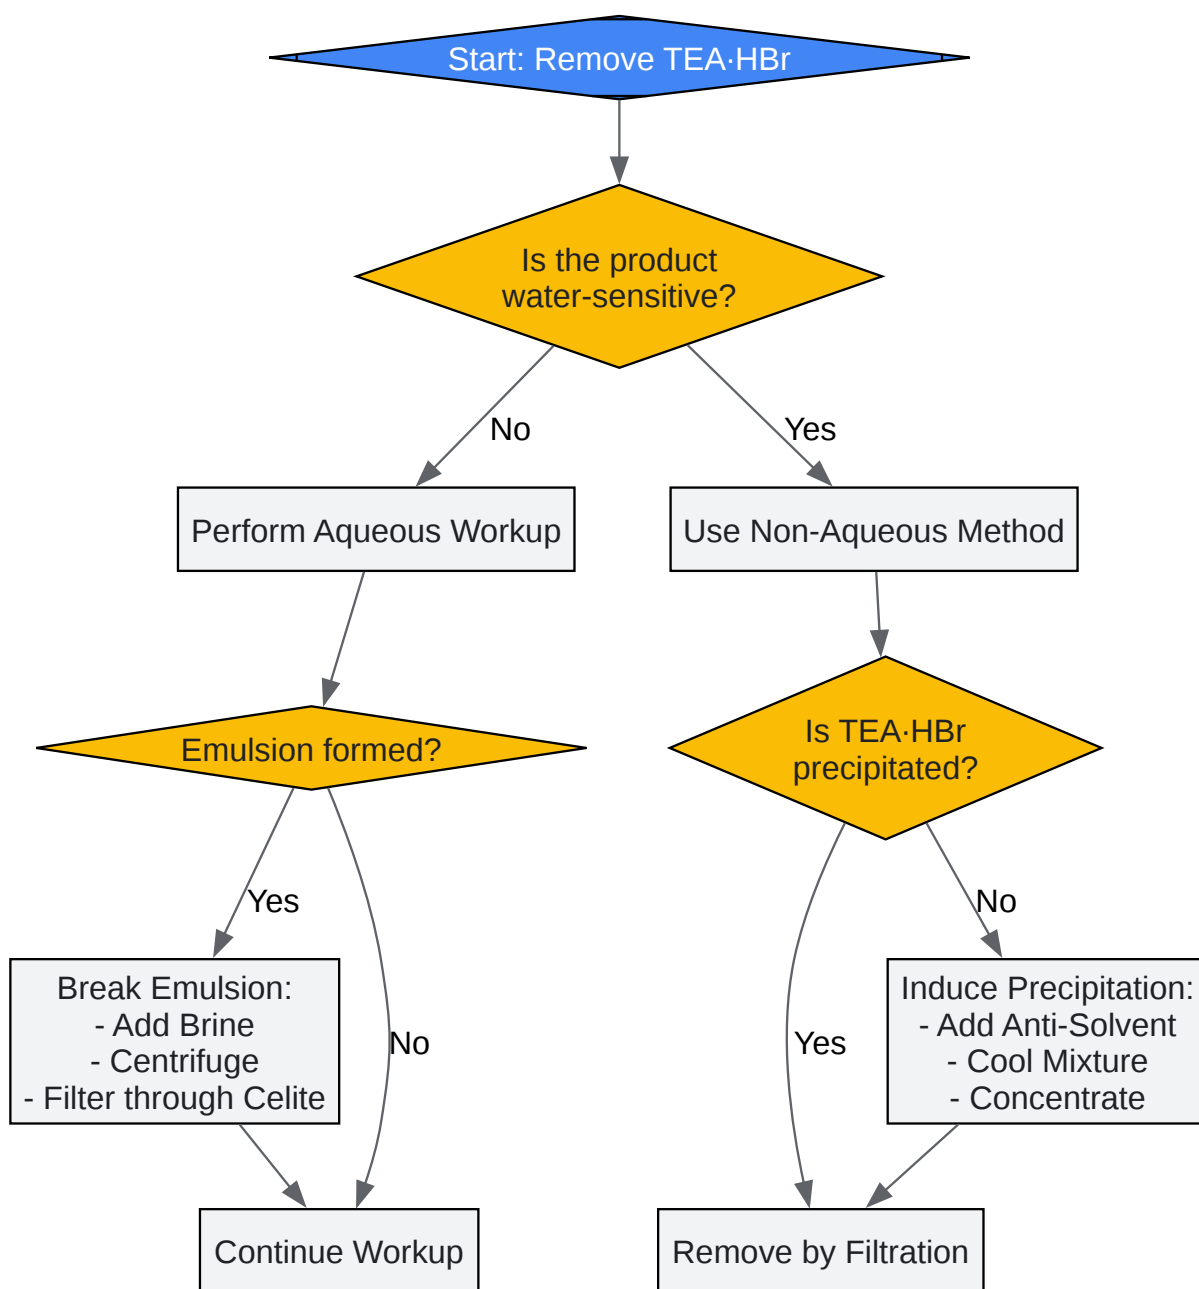 Start: Remove TEA·HBr
Is the product
water-sensitive?
No
Yes
Perform Aqueous Workup
Use Non-Aqueous Method
Emulsion formed?
Is TEA·HBr
precipitated?
Yes
No
Yes
No
Break Emulsion:
- Add Brine
- Centrifuge
- Filter through Celite
Induce Precipitation:
- Add Anti-Solvent
- Cool Mixture
- Concentrate
Continue Workup
Remove by Filtration